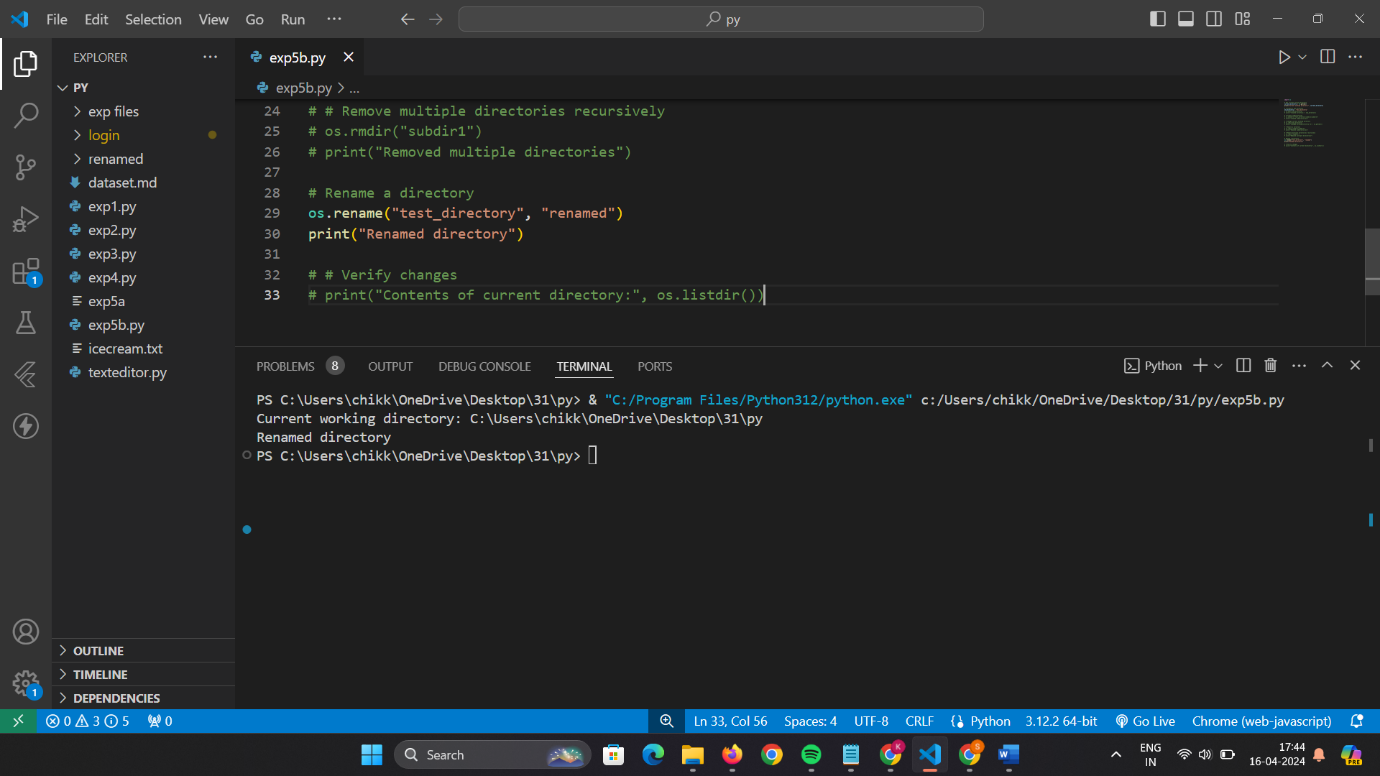 File Edit Selection View Go Run ··· py
EXPLORER ···
exp5b.py
exp5b.py > ...
PY
exp files
login
renamed
dataset.md
exp1.py
exp2.py
exp3.py
exp4.py
exp5a
exp5b.py
icecream.txt
texteditor.py
OUTLINE
TIMELINE
DEPENDENCIES
24 # # Remove multiple directories recursively
25 # os.rmdir("subdir1")
26 # print("Removed multiple directories")
27
28 # Rename a directory
29 os.rename("test_directory", "renamed")
30 print("Renamed directory")
31
32 # # Verify changes
33 # print("Contents of current directory:", os.listdir())
PROBLEMS 8 OUTPUT DEBUG CONSOLE TERMINAL PORTS Python
PS C:\Users\chikk\OneDrive\Desktop\31\py> & "C:/Program Files/Python312/python.exe" c:/Users/chikk/OneDrive/Desktop/31/py/exp5b.py
Current working directory: C:\Users\chikk\OneDrive\Desktop\31\py
Renamed directory
PS C:\Users\chikk\OneDrive\Desktop\31\py>
1
1
0 3 5 0 Ln 33, Col 56 Spaces: 4 UTF-8 CRLF Python 3.12.2 64-bit Go Live Chrome (web-javascript)
Search K S ENG IN 17:44 16-04-2024 PRE